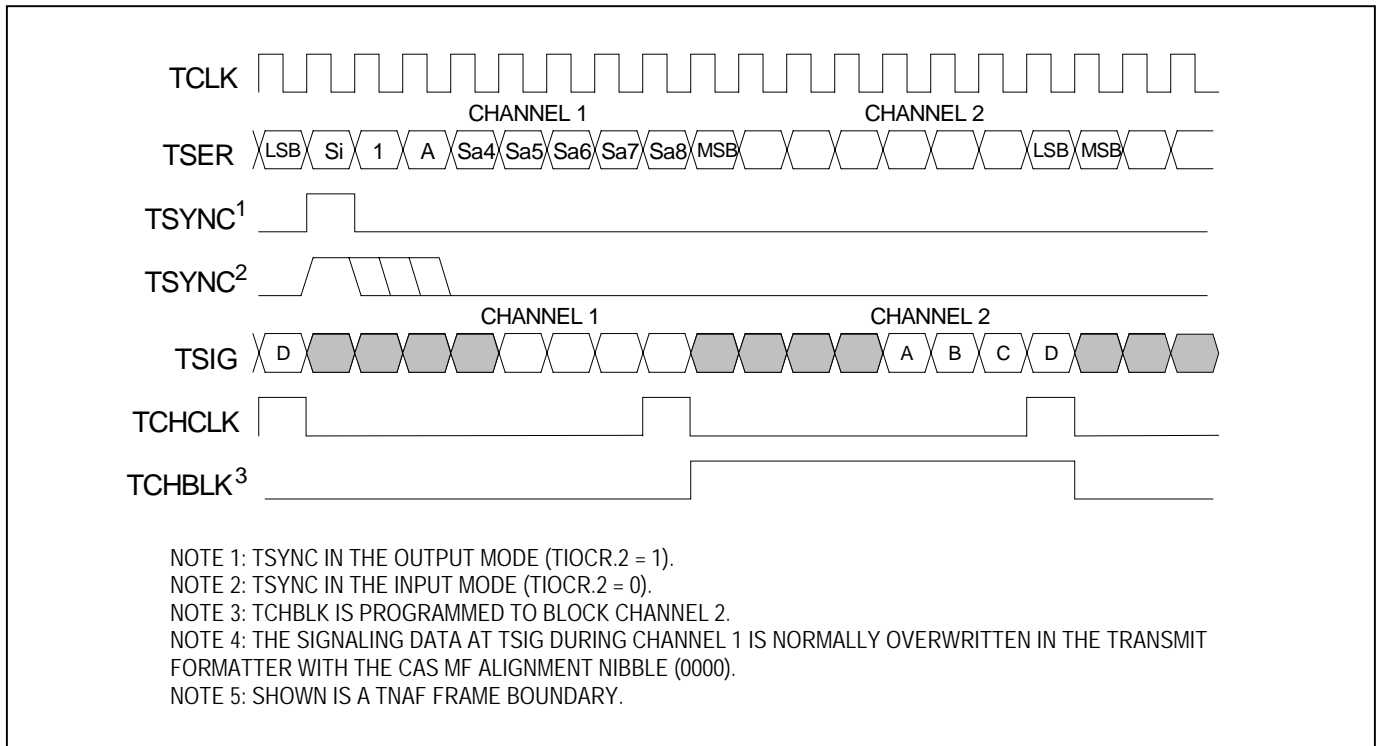 TCLK
CHANNEL 1 CHANNEL 2
TSER LSB Si 1 A Sa4 Sa5 Sa6 Sa7 Sa8 MSB LSB MSB
TSYNC1
TSYNC2
CHANNEL 1 CHANNEL 2
TSIG D A B C D
TCHCLK
TCHBLK3
NOTE 1: TSYNC IN THE OUTPUT MODE (TIOCR.2 = 1).
NOTE 2: TSYNC IN THE INPUT MODE (TIOCR.2 = 0).
NOTE 3: TCHBLK IS PROGRAMMED TO BLOCK CHANNEL 2.
NOTE 4: THE SIGNALING DATA AT TSIG DURING CHANNEL 1 IS NORMALLY OVERWRITTEN IN THE TRANSMIT
FORMATTER WITH THE CAS MF ALIGNMENT NIBBLE (0000).
NOTE 5: SHOWN IS A TNAF FRAME BOUNDARY.